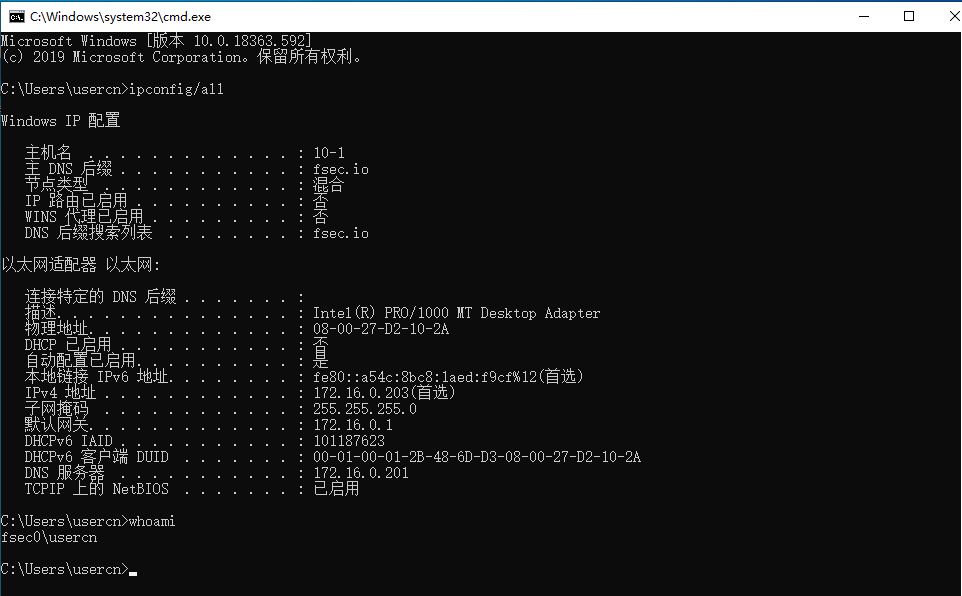 C:\Windows\system32\cmd.exe
Microsoft Windows [版本 10.0.18363.592]
(c) 2019 Microsoft Corporation。保留所有权利。
C:\Users\usercn>ipconfig/all
Windows IP 配置
主机名 . . . . . . . . . . . . . : 10-1
主 DNS 后缀 . . . . . . . . . . . : fsec.io
节点类型 . . . . . . . . . . . . : 混合
IP 路由已启用 . . . . . . . . . . : 否
WINS 代理已启用 . . . . . . . . . : 否
DNS 后缀搜索列表 . . . . . . . . : fsec.io
以太网适配器 以太网:
连接特定的 DNS 后缀 . . . . . . . :
描述. . . . . . . . . . . . . . . : Intel(R) PRO/1000 MT Desktop Adapter
物理地址. . . . . . . . . . . . . : 08-00-27-D2-10-2A
DHCP 已启用 . . . . . . . . . . . : 否
自动配置已启用. . . . . . . . . . : 是
本地链接 IPv6 地址. . . . . . . . : fe80::a54c:8bc8:1aed:f9cf%12(首选)
IPv4 地址 . . . . . . . . . . . . : 172.16.0.203(首选)
子网掩码 . . . . . . . . . . . . : 255.255.255.0
默认网关. . . . . . . . . . . . . : 172.16.0.1
DHCPv6 IAID . . . . . . . . . . . : 101187623
DHCPv6 客户端 DUID . . . . . . . : 00-01-00-01-2B-48-6D-D3-08-00-27-D2-10-2A
DNS 服务器 . . . . . . . . . . . : 172.16.0.201
TCPIP 上的 NetBIOS . . . . . . . : 已启用
C:\Users\usercn>whoami
fsec0\usercn
C:\Users\usercn>